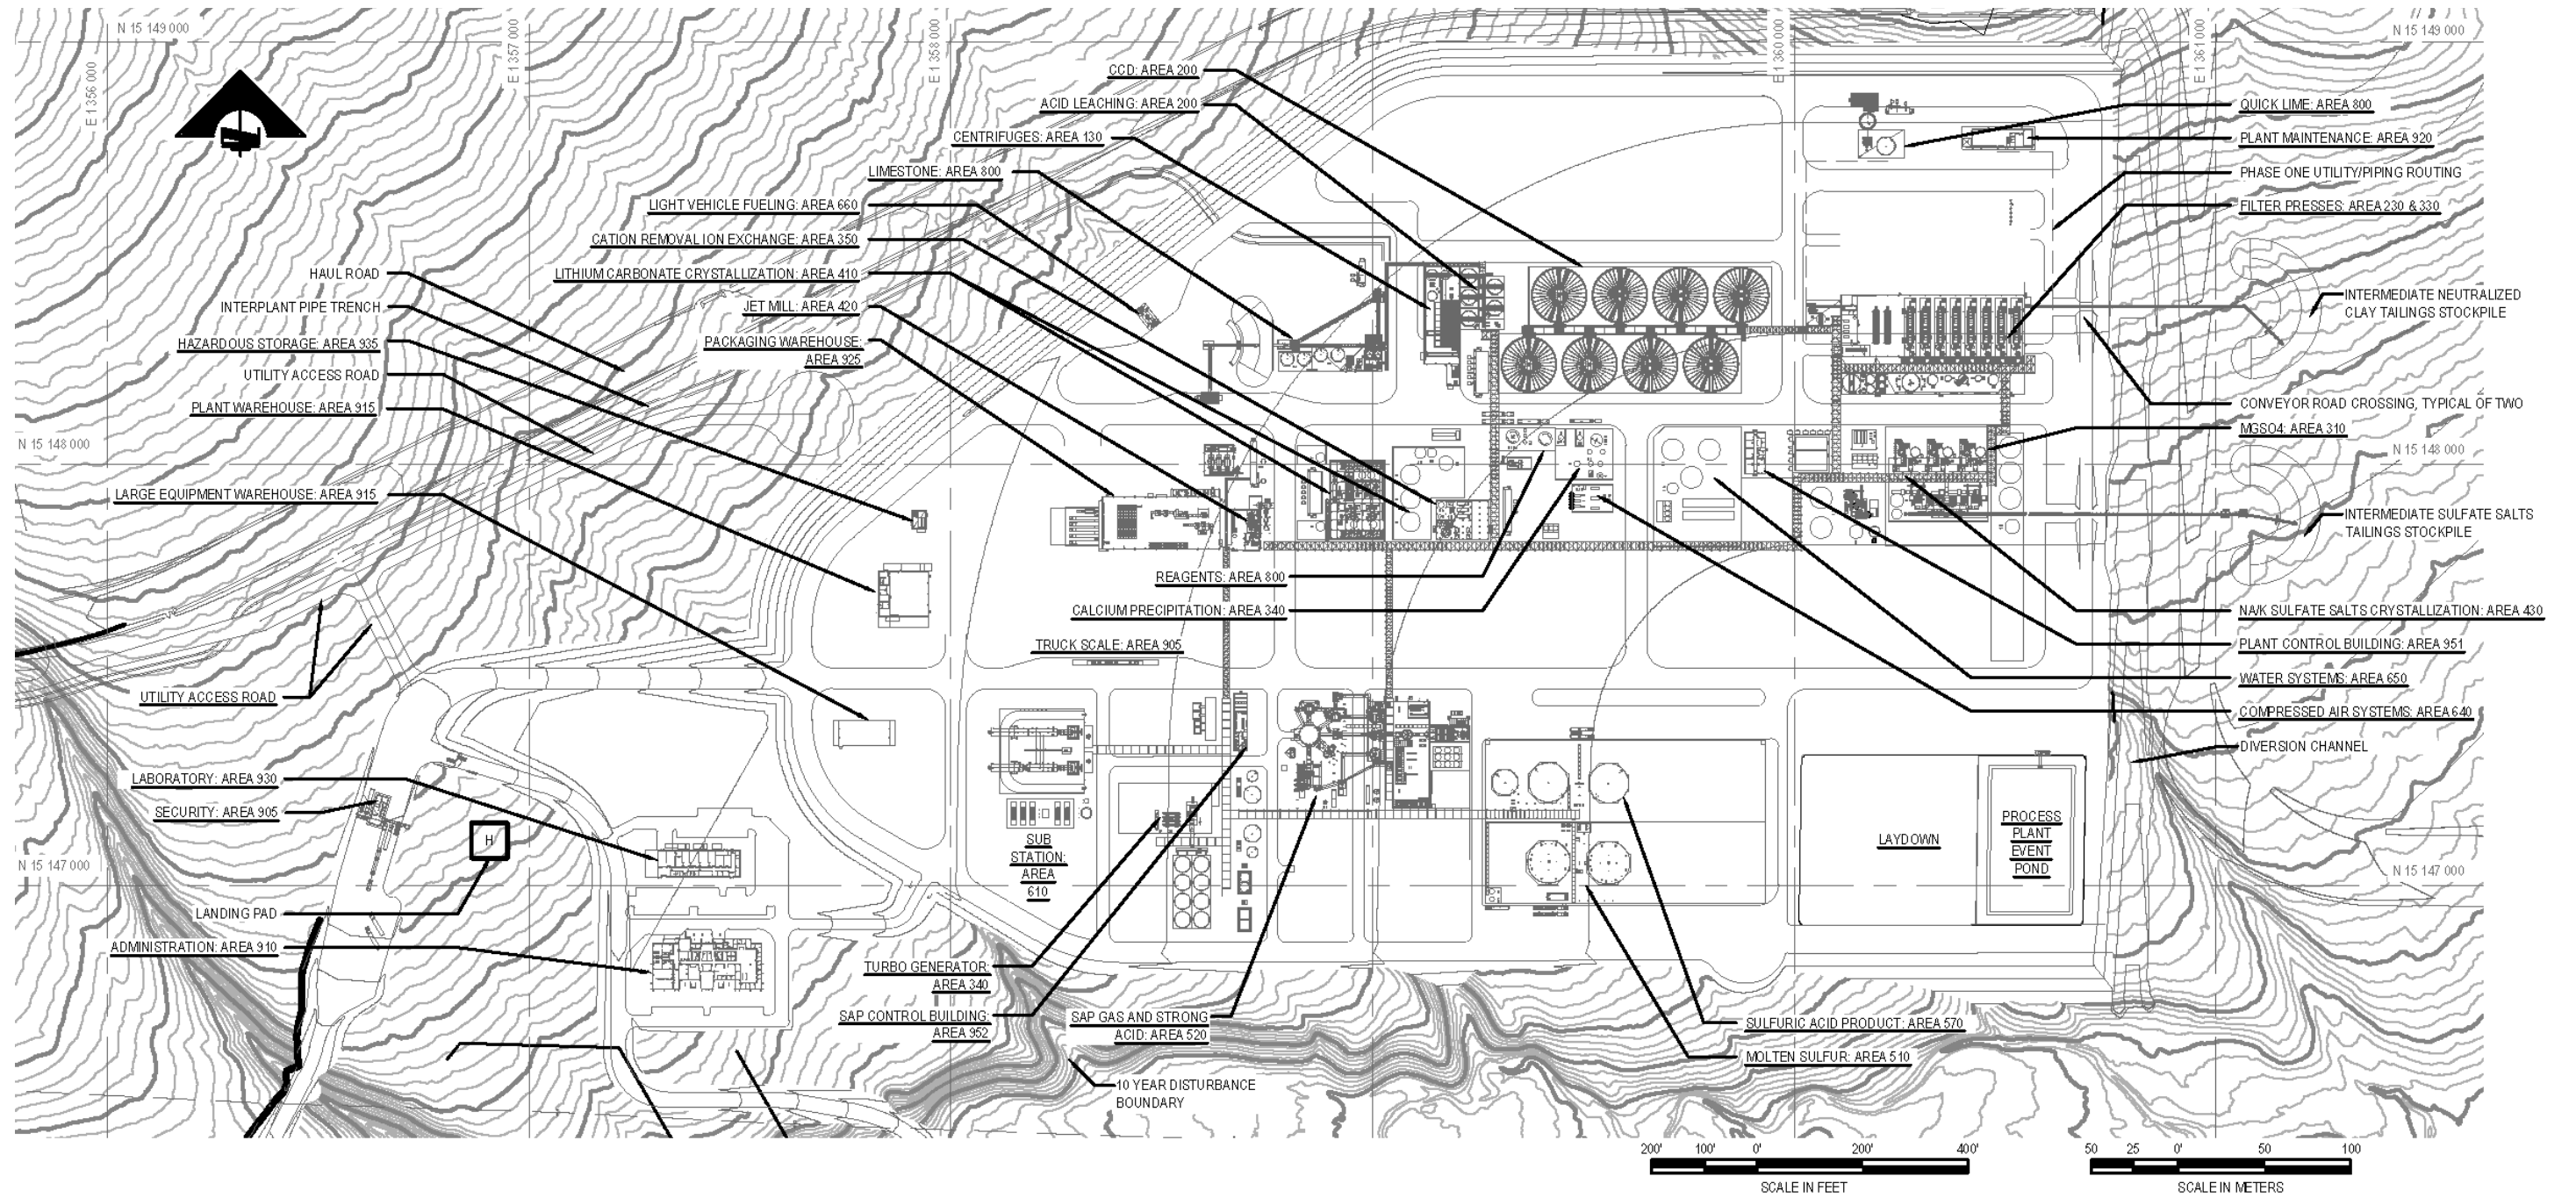 N 15 149 000
E 1 356 000
E 1 357 000
E 1 358 000
E 1 360 000
E 1 361 000
N 15 149 000
CCD: AREA 200
ACID LEACHING: AREA 200
CENTRIFUGES: AREA 130
LIMESTONE: AREA 800
LIGHT VEHICLE FUELING: AREA 660
CATION REMOVAL ION EXCHANGE: AREA 350
LITHIUM CARBONATE CRYSTALLIZATION: AREA 410
JET MILL: AREA 420
PACKAGING WAREHOUSE:
AREA 925
HAUL ROAD
INTERPLANT PIPE TRENCH
HAZARDOUS STORAGE: AREA 935
UTILITY ACCESS ROAD
PLANT WAREHOUSE: AREA 915
N 15 148 000
LARGE EQUIPMENT WAREHOUSE: AREA 915
QUICK LIME: AREA 800
PLANT MAINTENANCE: AREA 920
PHASE ONE UTILITY/PIPING ROUTING
FILTER PRESSES: AREA 230 & 330
INTERMEDIATE NEUTRALIZED
CLAY TAILINGS STOCKPILE
CONVEYOR ROAD CROSSING, TYPICAL OF TWO
MGSO4: AREA 310
N 15 148 000
INTERMEDIATE SULFATE SALTS
TAILINGS STOCKPILE
REAGENTS: AREA 800
CALCIUM PRECIPITATION: AREA 340
TRUCK SCALE: AREA 905
NA/K SULFATE SALTS CRYSTALLIZATION: AREA 430
PLANT CONTROL BUILDING: AREA 951
WATER SYSTEMS: AREA 650
COMPRESSED AIR SYSTEMS: AREA 640
DIVERSION CHANNEL
UTILITY ACCESS ROAD
LABORATORY: AREA 930
SECURITY: AREA 905
H
N 15 147 000
LANDING PAD
ADMINISTRATION: AREA 910
SUB
STATION:
AREA
610
LAYDOWN
PROCESS
PLANT
EVENT
POND
N 15 147 000
TURBO GENERATOR:
AREA 340
SAP CONTROL BUILDING:
AREA 952
SAP GAS AND STRONG
ACID: AREA 520
SULFURIC ACID PRODUCT: AREA 570
MOLTEN SULFUR: AREA 510
10 YEAR DISTURBANCE
BOUNDARY
200' 100' 0' 200' 400'
SCALE IN FEET
50 25 0' 50 100
SCALE IN METERS